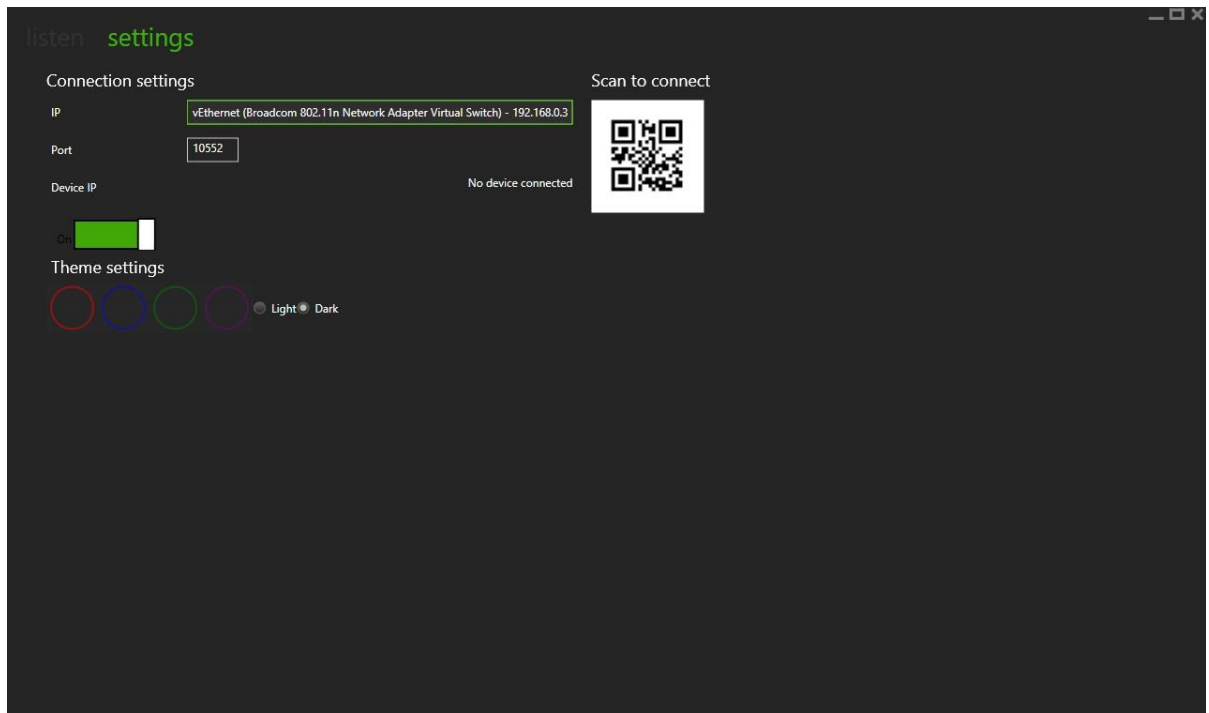 listen settings
Connection settings
IP
vEthernet (Broadcom 802.11n Network Adapter Virtual Switch) - 192.168.0.3
Port
10552
Device IP
No device connected
On
Theme settings
Light Dark
Scan to connect